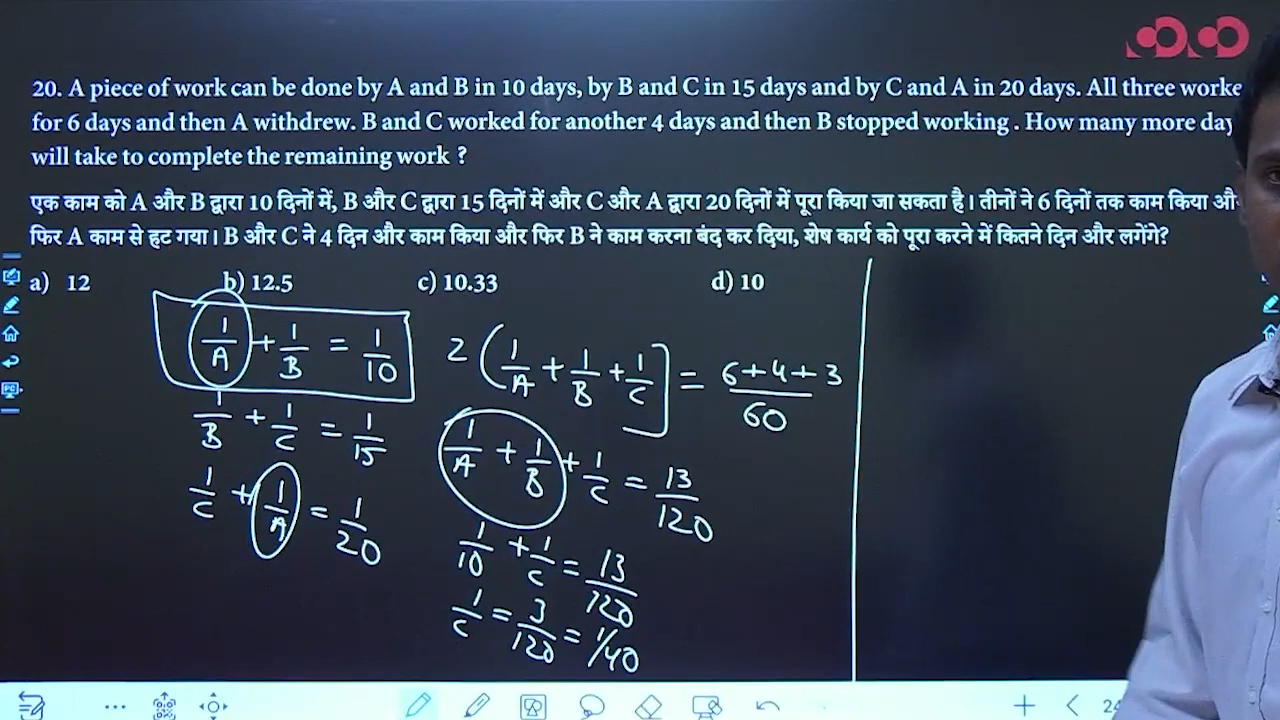 20. A piece of work can be done by A and B in 10 days, by B and C in 15 days and by C and A in 20 days. All three worke
for 6 days and then A withdrew. B and C worked for another 4 days and then B stopped working . How many more day
will take to complete the remaining work ?
एक काम को A और B द्वारा 10 दिनों में, B और C द्वारा 15 दिनों में और C और A द्वारा 20 दिनों में पूरा किया जा सकता है। तीनों ने 6 दिनों तक काम किया औ
फिर A काम से हट गया। B और C ने 4 दिन और काम किया और फिर B ने काम करना बंद कर दिया, शेष कार्य को पूरा करने में कितने दिन और लगेंगे?
a) 12 b) 12.5 c) 10.33 d) 10
1/A + 1/B = 1/10
1/B + 1/C = 1/15
1/C + 1/A = 1/20
2 (1/A + 1/B + 1/C] = 6+4+3/60
1/A + 1/B + 1/C = 13/120
1/10 + 1/C = 13/120
1/C = 3/120 = 1/40